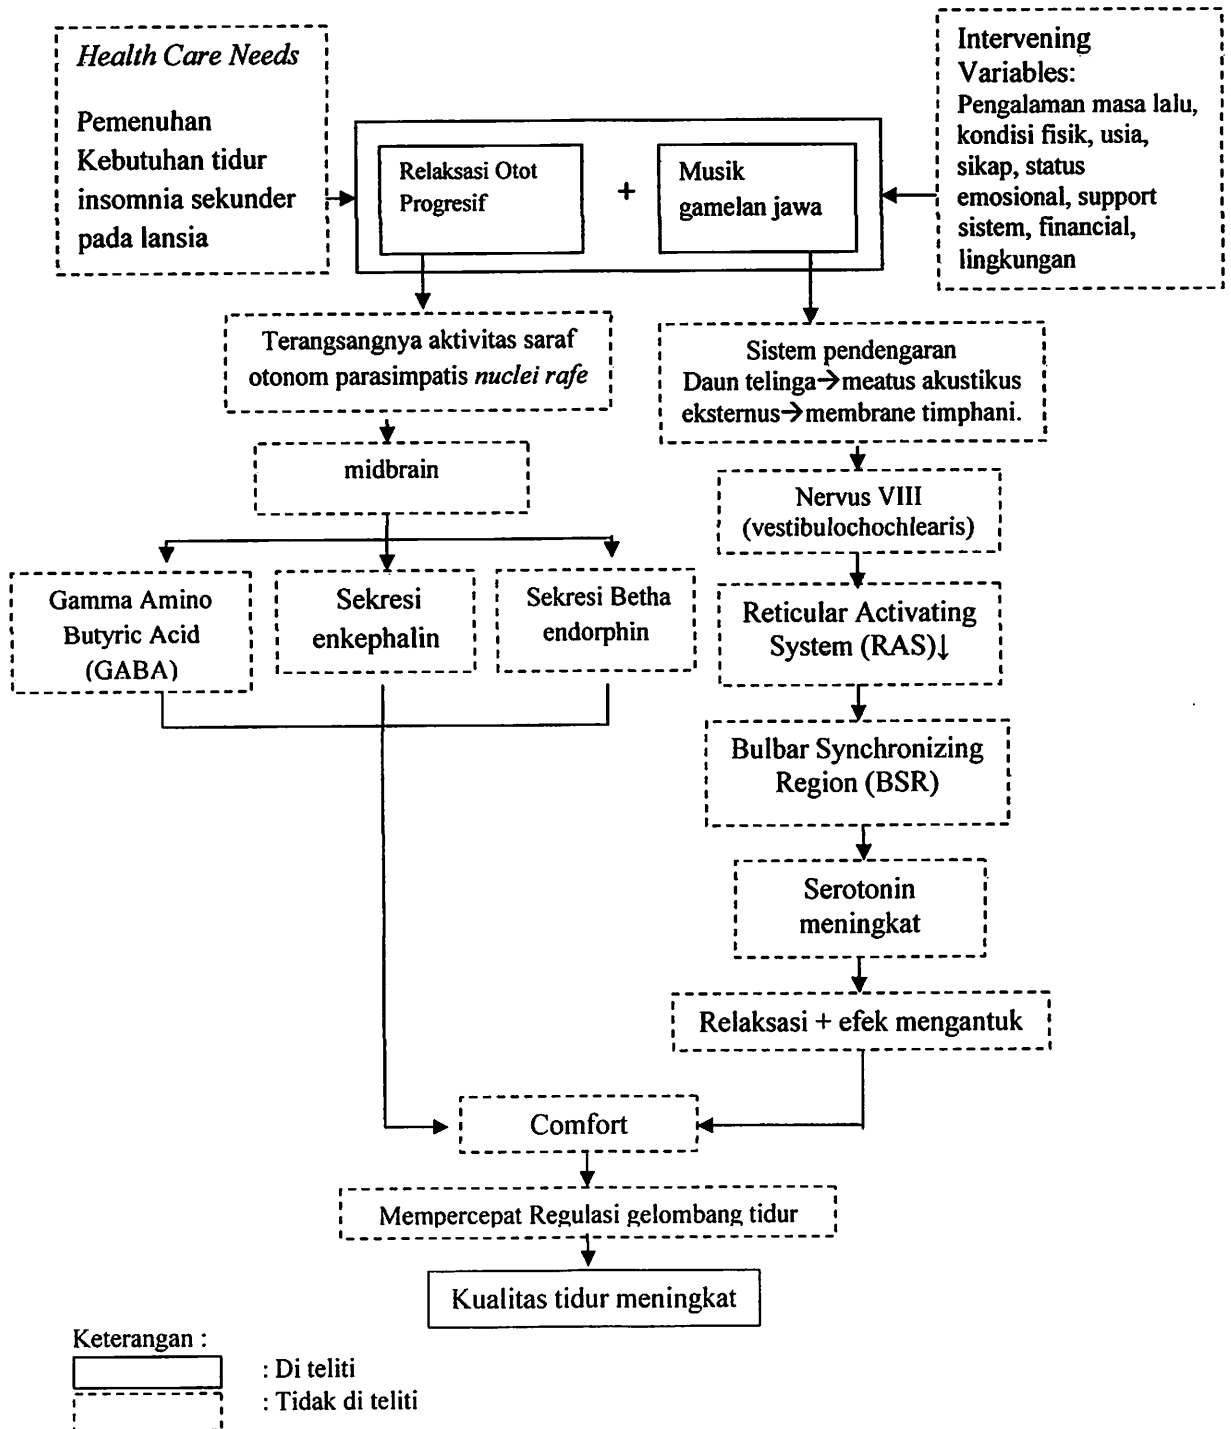 Health Care Needs
Pemenuhan
Kebutuhan tidur
insomnia sekunder
pada lansia
Relaksasi Otot
Progresif
+
Musik
gamelan jawa
Intervening
Variables:
Pengalaman masa lalu,
kondisi fisik, usia,
sikap, status
emosional, support
sistem, financial,
lingkungan
Terangsangnya aktivitas saraf
otonom parasimpatis nuclei rafe
midbrain
Gamma Amino
Butyric Acid
(GABA)
Sekresi
enkephalin
Sekresi Betha
endorphin
Sistem pendengaran
Daun telinga→meatus akustikus
eksternus→membrane timphani.
Nervus VIII
(vestibulochochlearis)
Reticular Activating
System (RAS)↓
Bulbar Synchronizing
Region (BSR)
Serotonin
meningkat
Relaksasi + efek mengantuk
Comfort
Mempercepat Regulasi gelombang tidur
Kualitas tidur meningkat
Keterangan :
: Di teliti
: Tidak di teliti